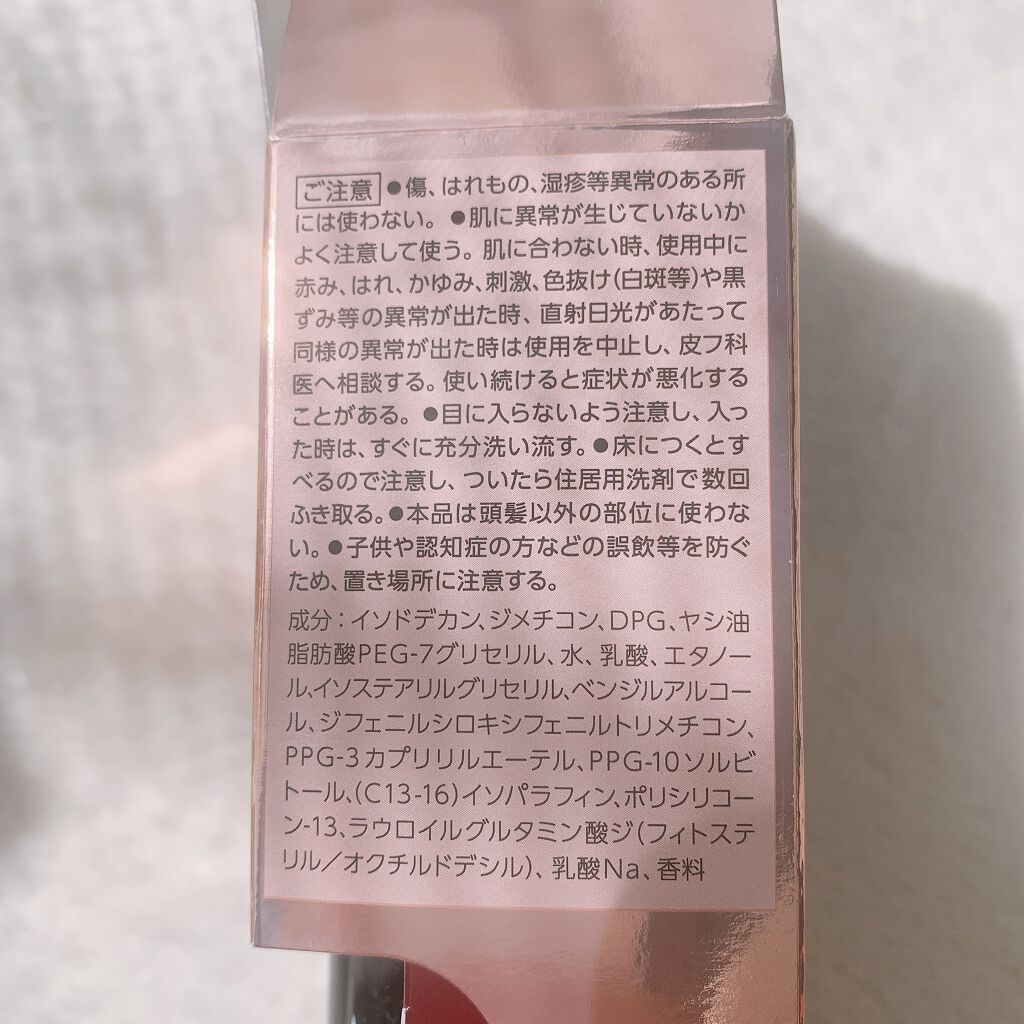 ご注意 ●傷、はれもの、湿疹等異常のある所
には使わない。●肌に異常が生じていないか
よく注意して使う。肌に合わない時、使用中に
赤み、はれ、かゆみ、刺激、色抜け(白斑等)や黒
ずみ等の異常が出た時、直射日光があたって
同様の異常が出た時は使用を中止し、皮フ科
医へ相談する。使い続けると症状が悪化する
ことがある。●目に入らないよう注意し、入っ
た時は、すぐに充分洗い流す。●床につくとす
べるので注意し、ついたら住居用洗剤で数回
ふき取る。●本品は頭髪以外の部位に使わな
い。●子供や認知症の方などの誤飲等を防ぐ
ため、置き場所に注意する。
成分：イソドデカン、ジメチコン、DPG、ヤシ油
脂肪酸PEG-7グリセリル、水、乳酸、エタノー
ル、イソステアリルグリセリル、ベンジルアルコー
ル、ジフェニルシロキシフェニルトリメチコン、
PPG-3カプリリルエーテル、PPG-10ソルビ
トール、(C13-16)イソパラフィン、ポリシリコー
ン-13、ラウロイルグルタミン酸ジ(フィトステ
リル／オクチルドデシル)、乳酸Na、香料